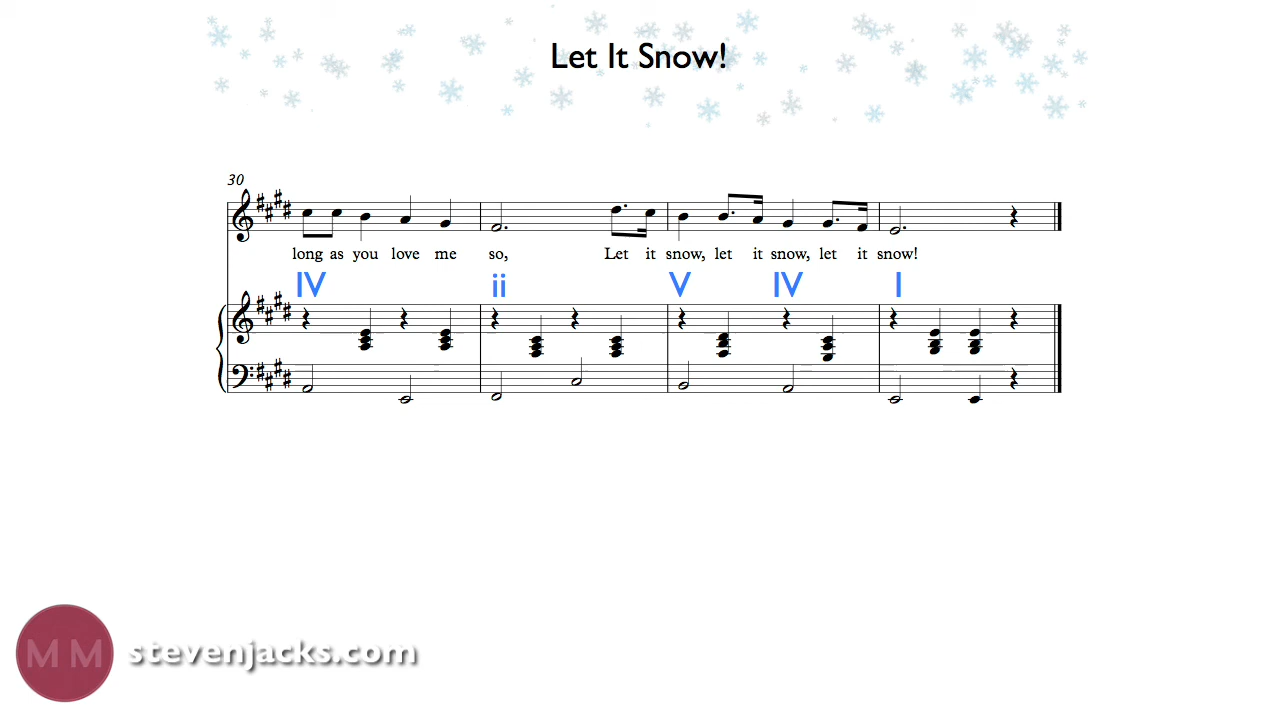 Let It Snow!
30
long as you love me so, Let it snow, let it snow, let it snow!
IV ii V IV I
MM stevenjacks.com